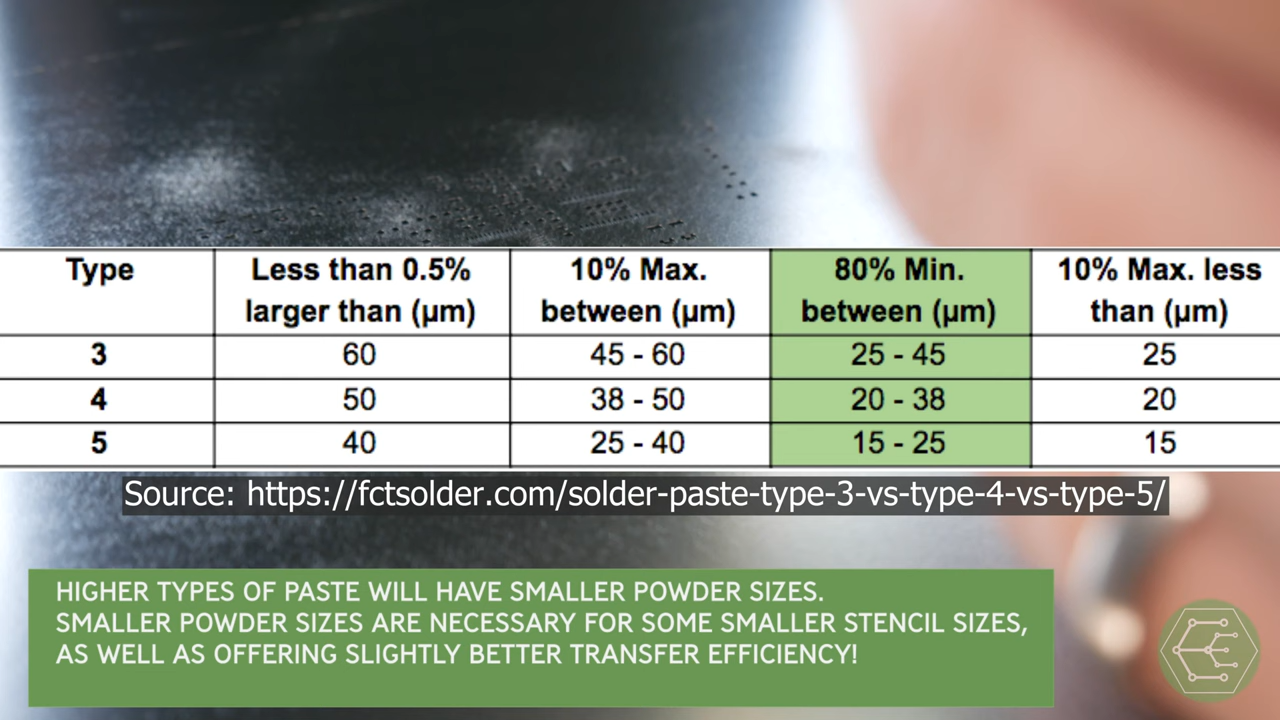 Type Less than 0.5% larger than (µm) 10% Max. between (µm) 80% Min. between (µm) 10% Max. less than (µm)
3 60 45 - 60 25 - 45 25
4 50 38 - 50 20 - 38 20
5 40 25 - 40 15 - 25 15
Source: https://fctsolder.com/solder-paste-type-3-vs-type-4-vs-type-5/
HIGHER TYPES OF PASTE WILL HAVE SMALLER POWDER SIZES.
SMALLER POWDER SIZES ARE NECESSARY FOR SOME SMALLER STENCIL SIZES,
AS WELL AS OFFERING SLIGHTLY BETTER TRANSFER EFFICIENCY!